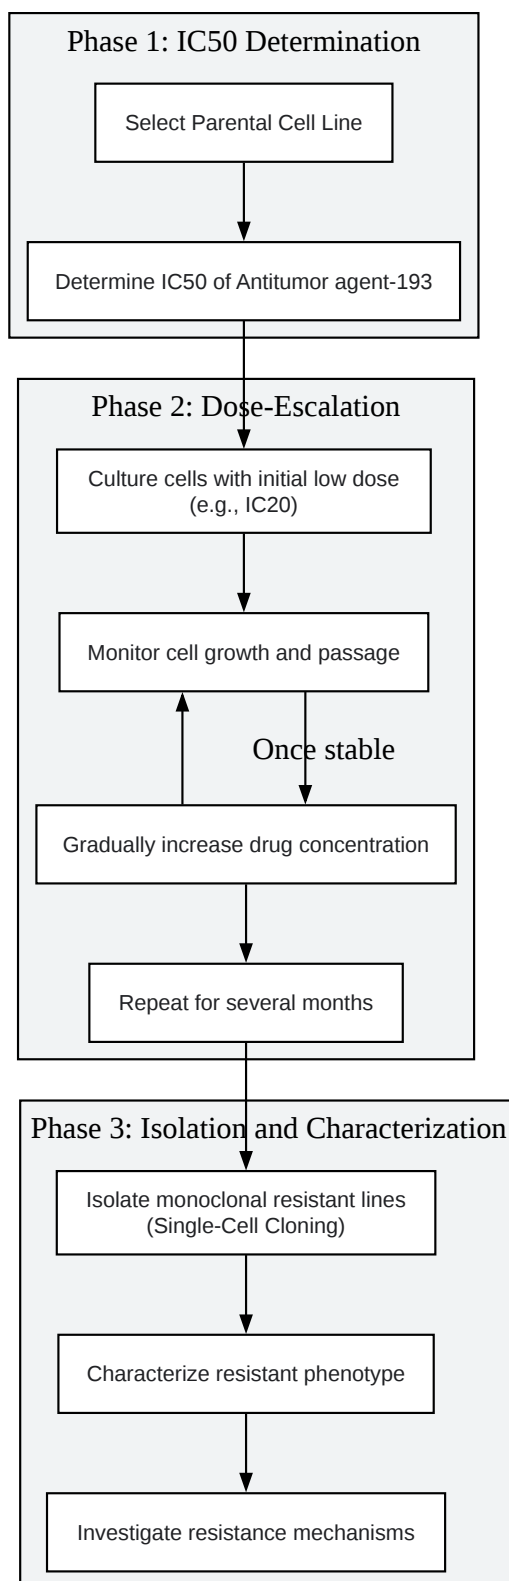 Phase 1: IC50 Determination
Select Parental Cell Line
Determine IC50 of Antitumor agent-193
Phase 2: Dose-Escalation
Culture cells with initial low dose
(e.g., IC20)
Monitor cell growth and passage
Once stable
Gradually increase drug concentration
Repeat for several months
Phase 3: Isolation and Characterization
Isolate monoclonal resistant lines
(Single-Cell Cloning)
Characterize resistant phenotype
Investigate resistance mechanisms